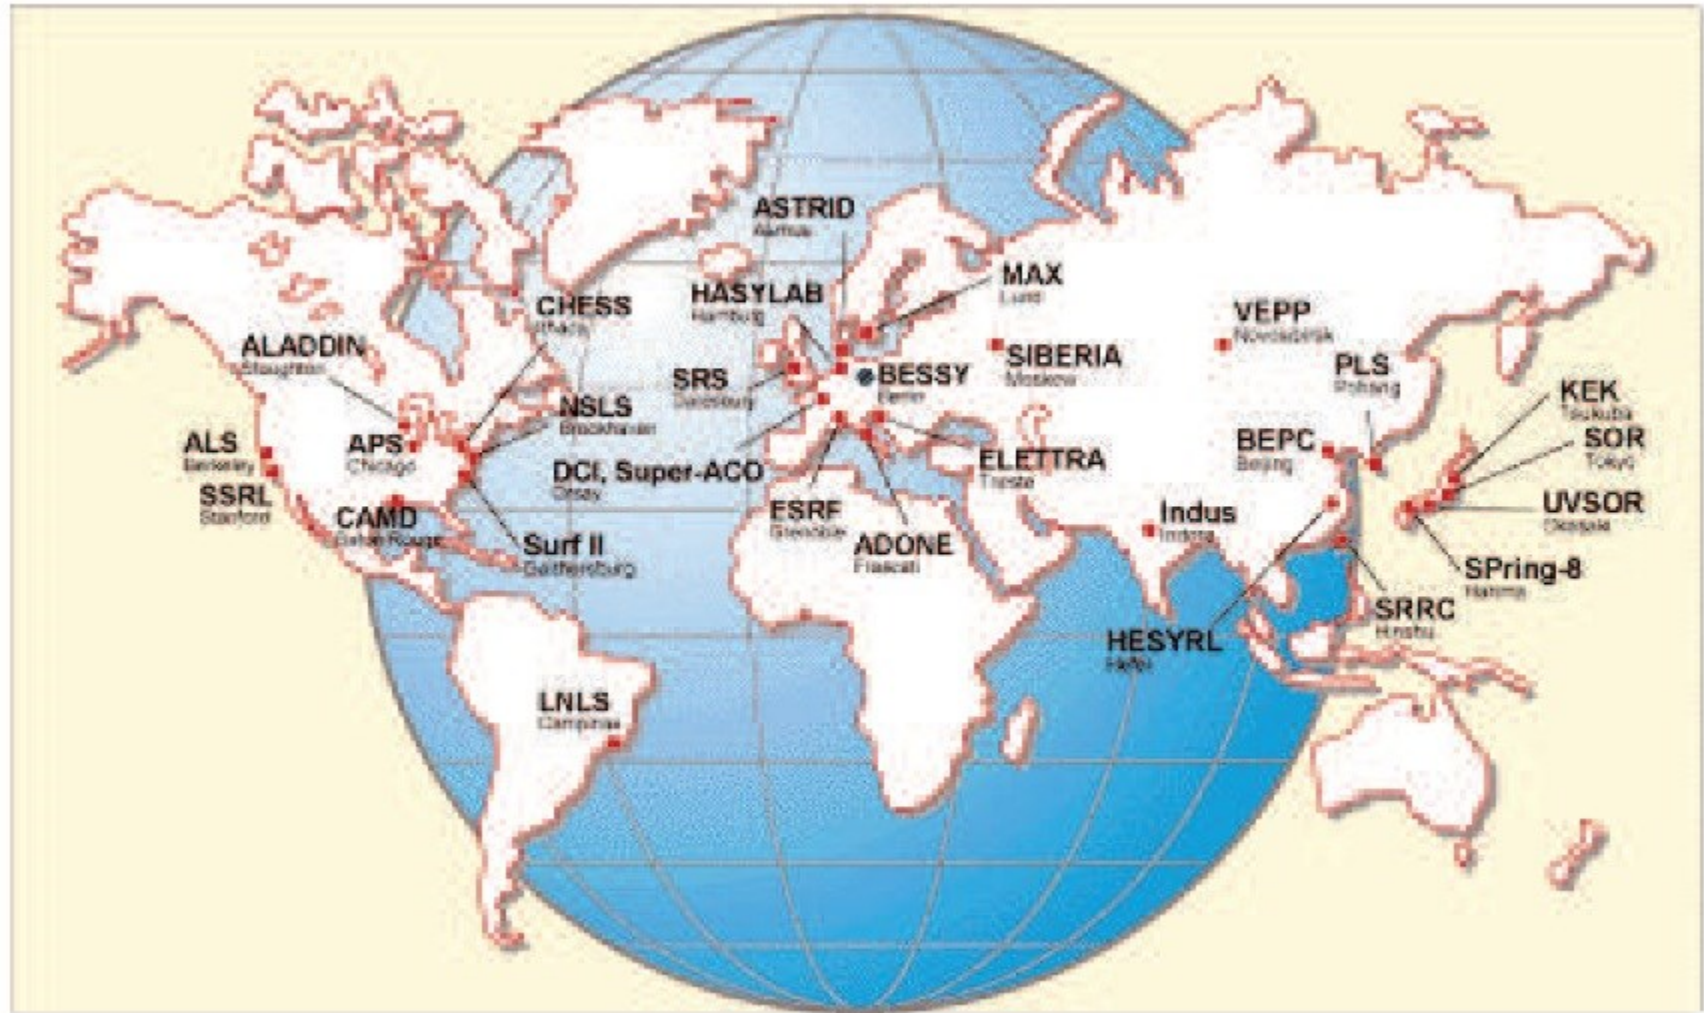 ASTRID
Aarhus
MAX
Lund
HASYLAB
Hamburg
CHESS
Ithaca
VEPP
Novosibirsk
ALADDIN
Stoughton
SIBERIA
Moskow
PLS
Pohang
SRS
Daresbury
BESSY
Berlin
KEK
Tsukuba
NSLS
Brookhaven
ALS
Berkeley
APS
Chicago
BEPC
Beijing
SOR
Tokyo
DCI, Super-ACO
Orsay
ELETTRA
Trieste
SSRL
Stanford
CAMD
Baton Rouge
ESRF
Grenoble
Indus
Indore
UVSOR
Okasaki
Surf II
Gaithersburg
ADONE
Frascati
SPring-8
SRRC
Hinshu
HESYRL
Hefei
LNLS
Campinas